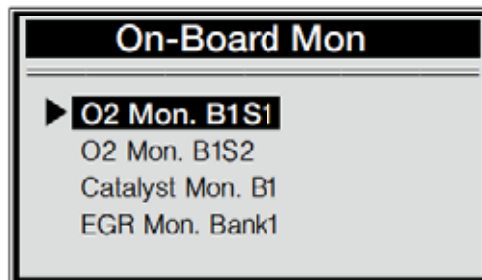 On-Board Mon
O2 Mon. B1S1
O2 Mon. B1S2
Catalyst Mon. B1
EGR Mon. Bank1